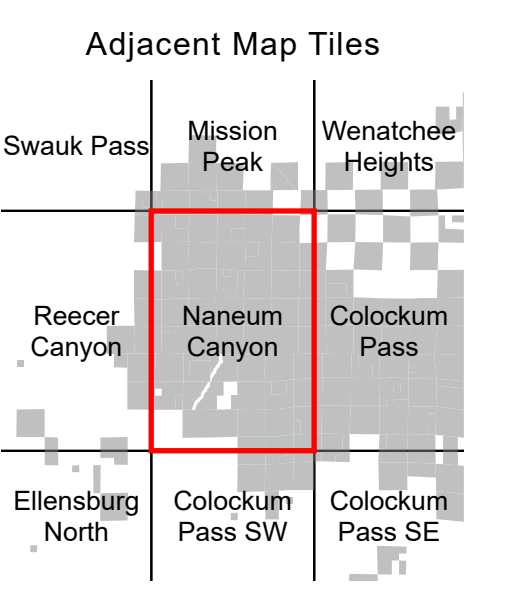 Adjacent Map Tiles
Swauk Pass
Mission
Peak
Wenatchee
Heights
Reecer
Canyon
Naneum
Canyon
Colockum
Pass
Ellensburg
North
Colockum
Pass SW
Colockum
Pass SE